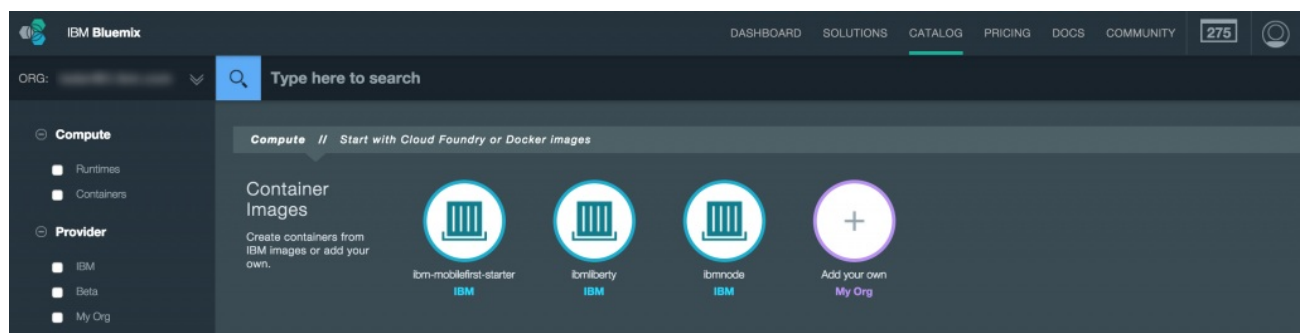 IBM Bluemix
DASHBOARD SOLUTIONS CATALOG PRICING DOCS COMMUNITY 275
ORG:
Type here to search
Compute
Runtimes
Containers
Provider
IBM
Beta
My Org
Compute // Start with Cloud Foundry or Docker images
Container
Images
Create containers from
IBM images or add your
own.
ibm-mobilefirst-starter
IBM
ibmliberty
IBM
ibmnode
IBM
Add your own
My Org